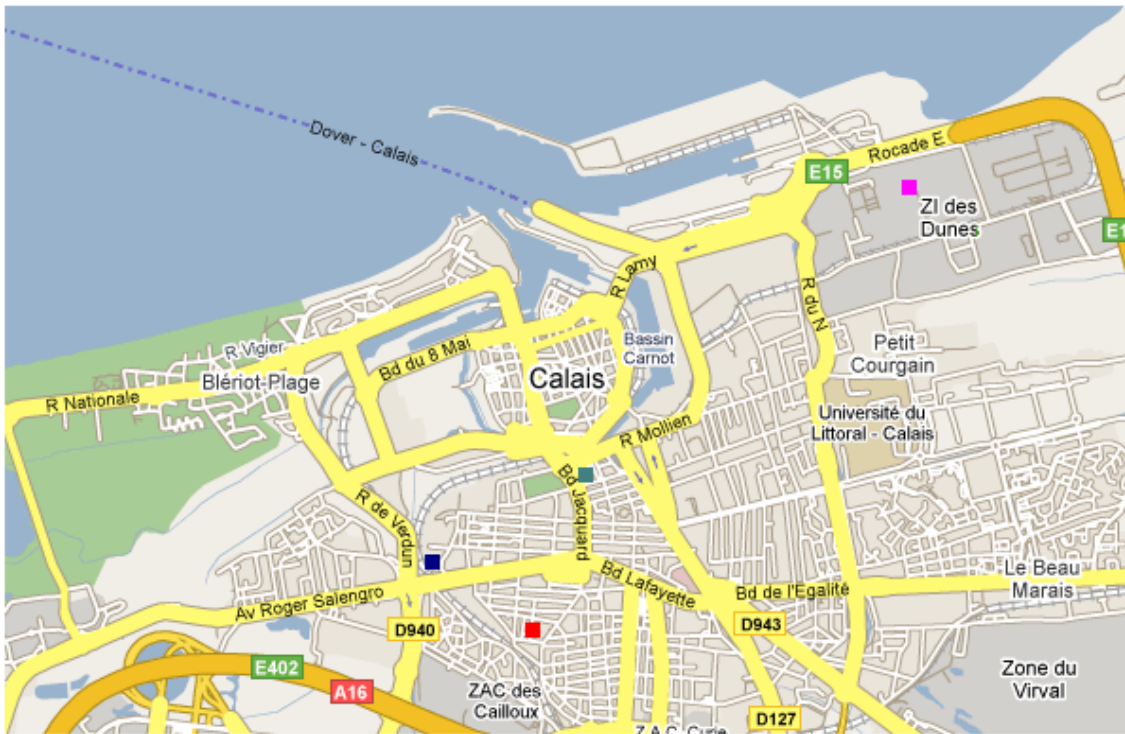 Dover - Calais
Rocade E
E15
ZI des
Dunes
E1
R Lamy
R du N
Bassin
Carnot
Petit
Courgain
Bd du 8 Mai
R Vigier
Blériot-Plage
Calais
R Nationale
Université du
Littoral - Calais
R Mollien
Bd Jacquard
R de Verdun
Le Beau
Marais
Bd Lafayette
Bd de l'Egalité
Av Roger Salengro
D940
D943
E402
A16
ZAC des
Cailloux
Zone du
Virval
D127
Z.A.C. Curie